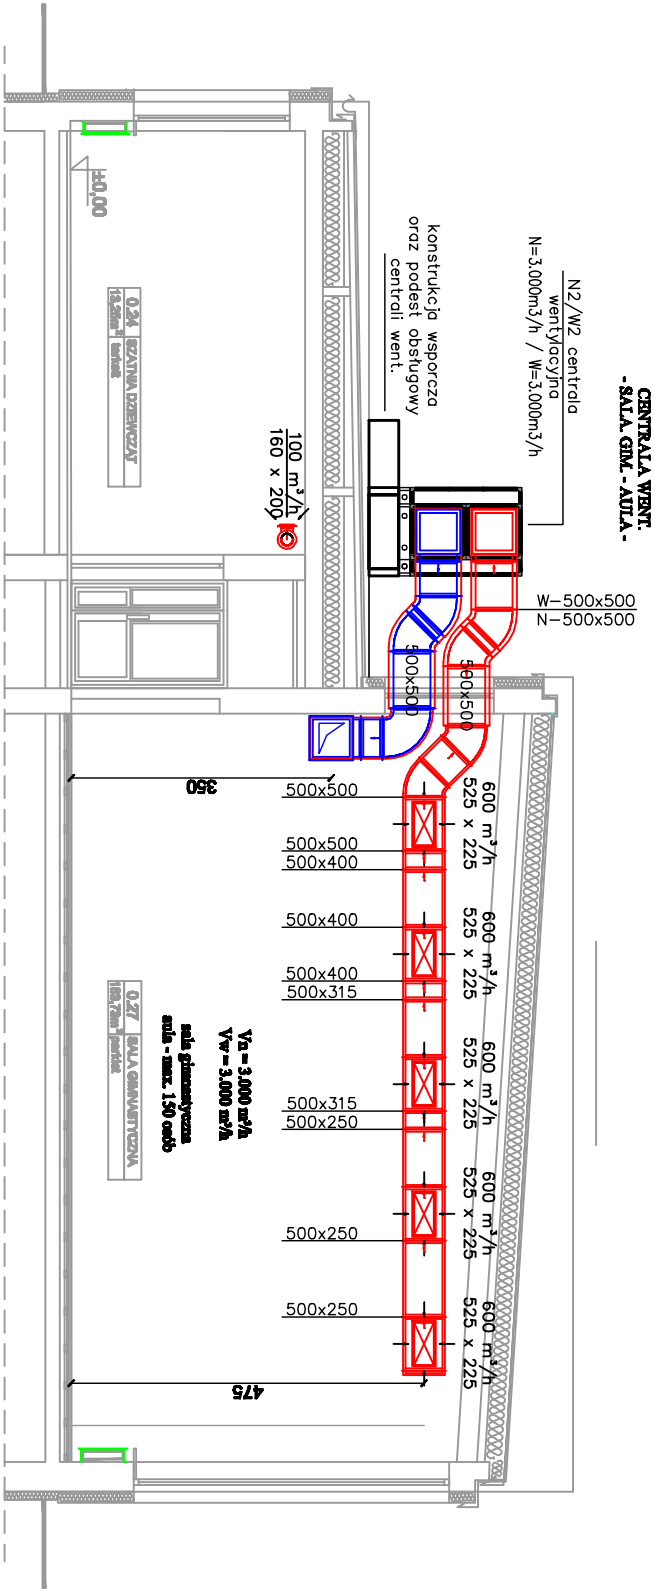 CENTRALA WENT.
- SALA. GIM. - AULA -
N2/W2 centrala
wentylacyjna
N=3.000m3/h / W=3.000m3/h
konstrukcja wsporcza
oraz podest obsługowy
centrali went.
W-500x500
N-500x500
500x500
500x500
±0,00
0.24 SZATNIA DZIEWCZĄT
13,25m² tarkett
100 m³/h
160 x 200
350
600 m³/h
525 x 225
600 m³/h
525 x 225
600 m³/h
525 x 225
600 m³/h
525 x 225
600 m³/h
525 x 225
500x500
500x500
500x400
500x400
500x400
500x315
500x315
500x250
500x250
500x250
Vn = 3.000 m³/h
Vw = 3.000 m³/h
sala gimnastyczna
aula - max. 150 osób
0.27 SALA GIMNASTYCZNA
parkiet
475